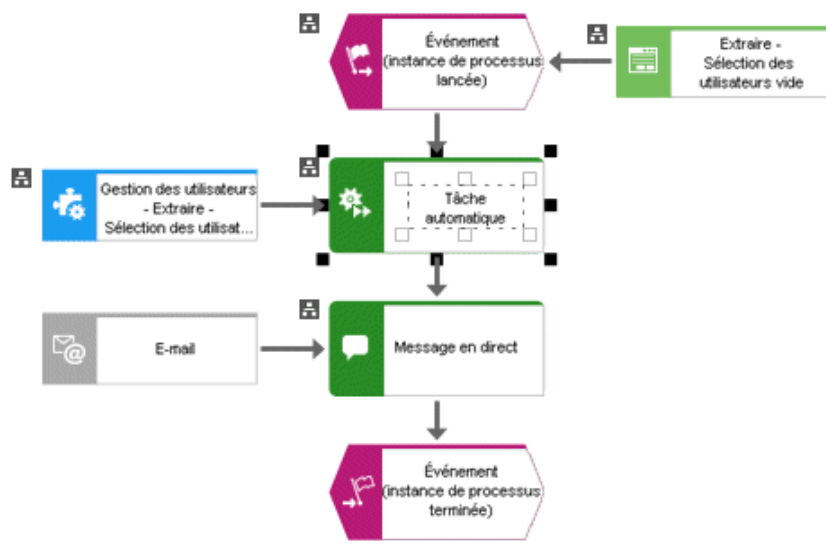 Événement
(instance de processus
lancée)
Extraire -
Sélection des
utilisateurs vide
Gestion des utilisateurs
- Extraire -
Sélection des utilisat...
Tâche
automatique
E-mail
Message en direct
Événement
(instance de processus
terminée)